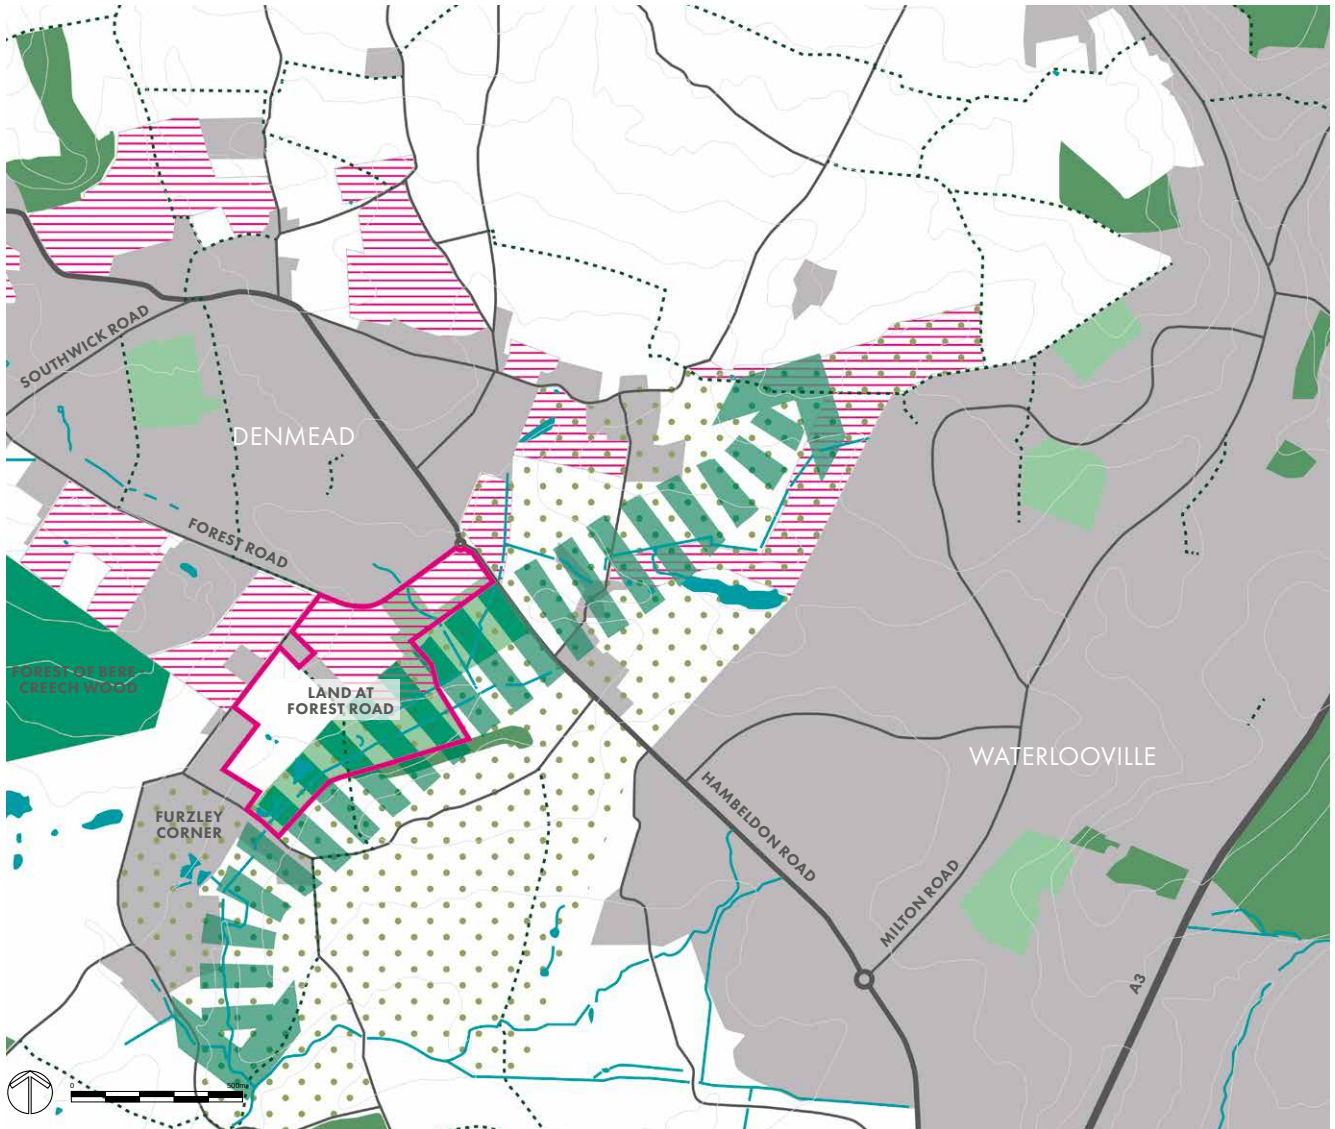 SOUTHWICK ROAD
DENMEAD
FOREST ROAD
FOREST OF BERE -
CREECH WOOD
LAND AT
FOREST ROAD
WATERLOOVILLE
HAMBELDON ROAD
FURZLEY
CORNER
MILTON ROAD
A3
0
500m